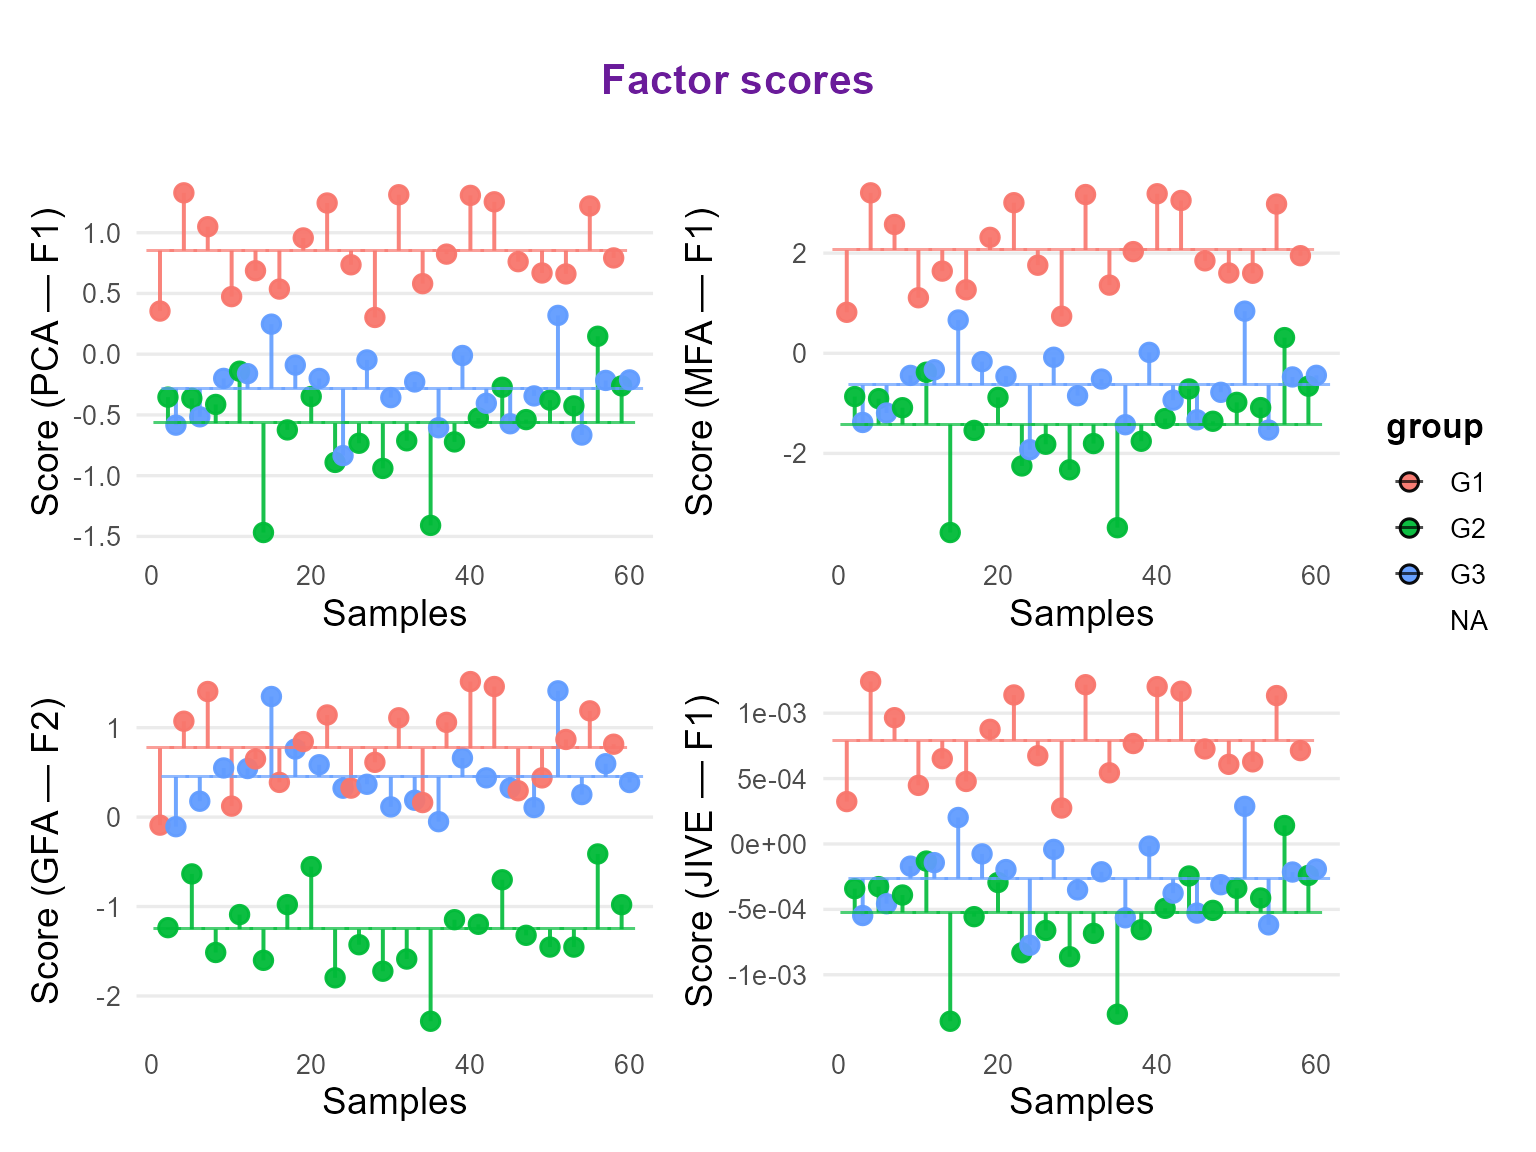 Factor scores
Score (PCA — F1)
1.0
0.5
0.0
-0.5
-1.0
-1.5
0 20 40 60
Samples
Score (MFA — F1)
2
0
-2
0 20 40 60
Samples
group
G1
G2
G3
NA
Score (GFA — F2)
1
0
-1
-2
0 20 40 60
Samples
Score (JIVE — F1)
1e-03
5e-04
0e+00
-5e-04
-1e-03
0 20 40 60
Samples